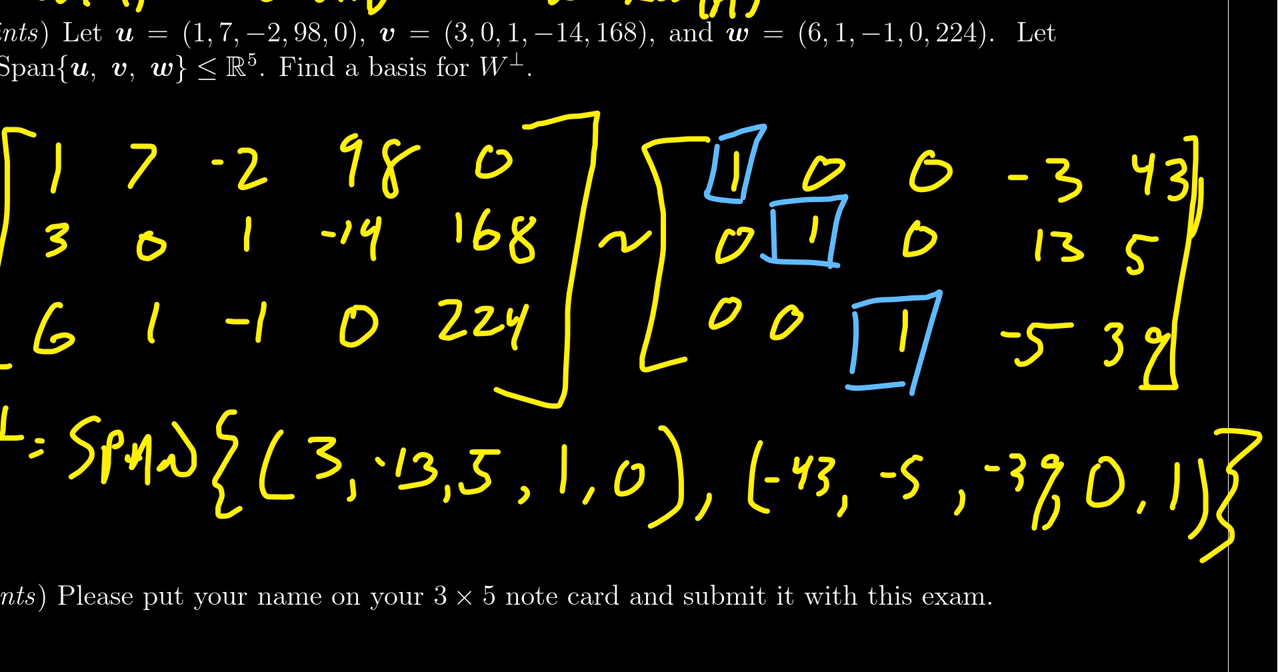 ints) Let u = (1, 7, −2, 98, 0), v = (3, 0, 1, −14, 168), and w = (6, 1, −1, 0, 224). Let
Span{u, v, w} ≤ ℝ⁵. Find a basis for W⊥.
[1 7 -2 98 0] ~ [1 0 0 -3 43]
[3 0 1 -14 168] [0 1 0 13 5]
[6 1 -1 0 224] [0 0 1 -5 39]
⊥ = SPAN{(3, -13, 5, 1, 0), (-43, -5, -39, 0, 1)}
nts) Please put your name on your 3 × 5 note card and submit it with this exam.